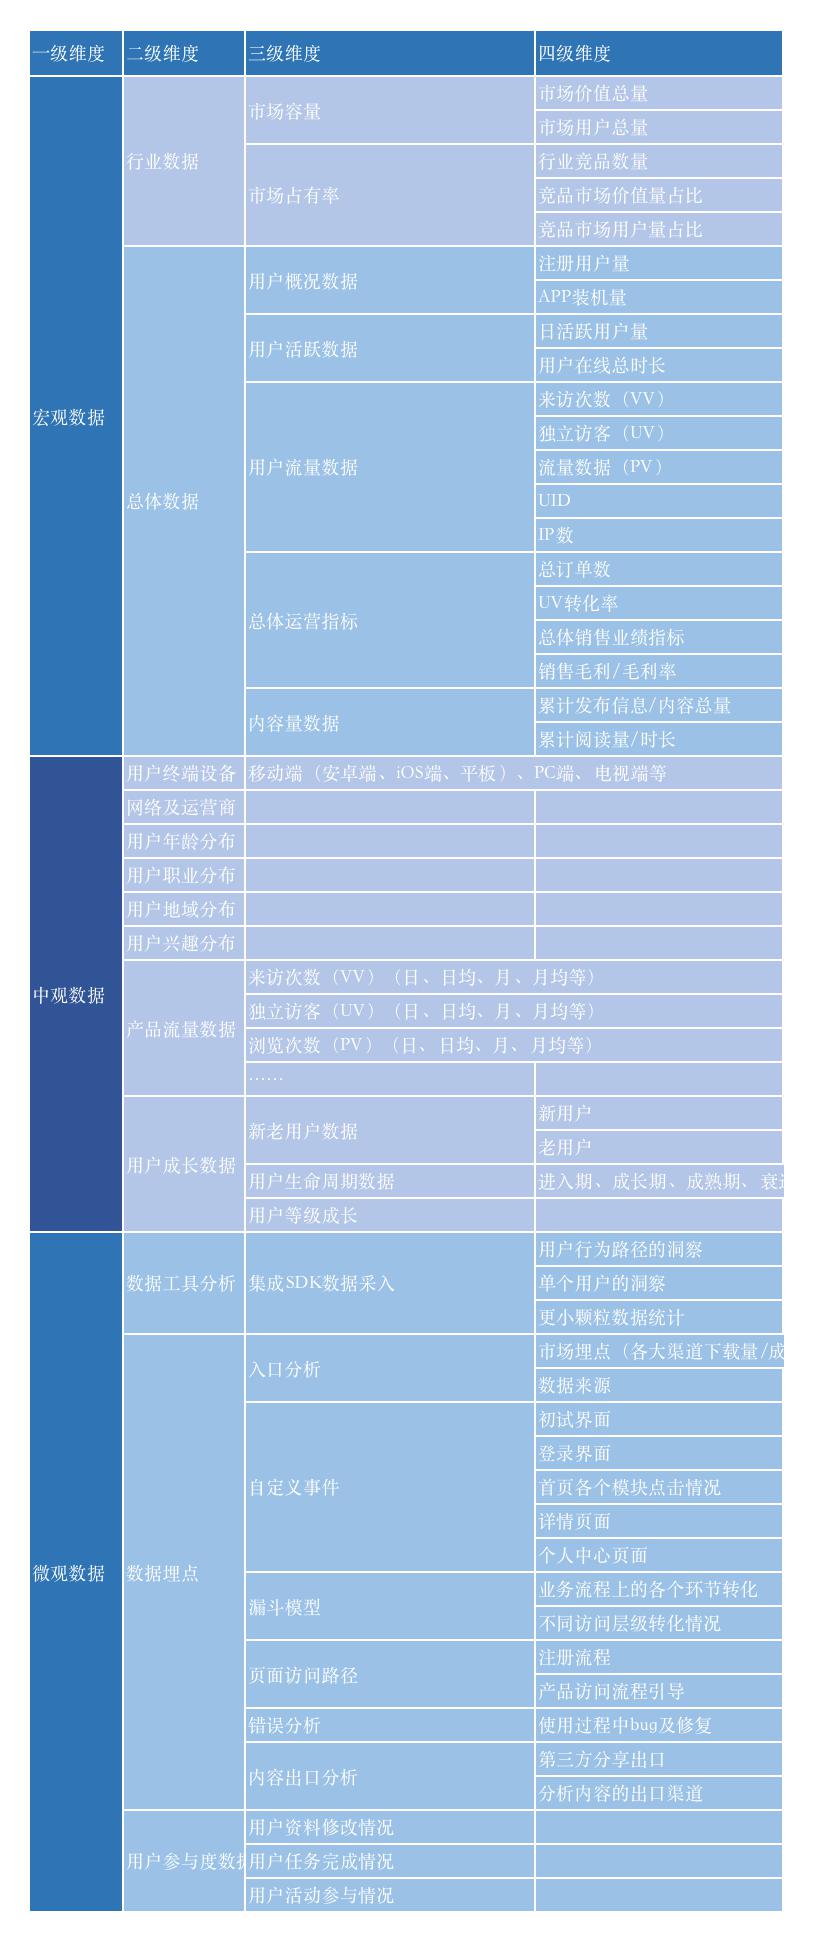 一级维度 二级维度 三级维度 四级维度
宏观数据 行业数据 市场容量 市场价值总量
市场用户总量
市场占有率 行业竞品数量
竞品市场价值量占比
竞品市场用户量占比
总体数据 用户概况数据 注册用户量
APP装机量
用户活跃数据 日活跃用户量
用户在线总时长
用户流量数据 来访次数（VV）
独立访客（UV）
流量数据（PV）
UID
IP数
总体运营指标 总订单数
UV转化率
总体销售业绩指标
销售毛利/毛利率
内容量数据 累计发布信息/内容总量
累计阅读量/时长
中观数据 用户终端设备 移动端（安卓端、iOS端、平板）、PC端、电视端等
网络及运营商
用户年龄分布
用户职业分布
用户地域分布
用户兴趣分布
产品流量数据 来访次数（VV）（日、日均、月、月均等）
独立访客（UV）（日、日均、月、月均等）
浏览次数（PV）（日、日均、月、月均等）
……
用户成长数据 新老用户数据 新用户
老用户
用户生命周期数据 进入期、成长期、成熟期、衰
用户等级成长
微观数据 数据工具分析 集成SDK数据采入 用户行为路径的洞察
单个用户的洞察
更小颗粒数据统计
数据埋点 入口分析 市场埋点（各大渠道下载量/成
数据来源
自定义事件 初试界面
登录界面
首页各个模块点击情况
详情页面
个人中心页面
漏斗模型 业务流程上的各个环节转化
不同访问层级转化情况
页面访问路径 注册流程
产品访问流程引导
错误分析 使用过程中bug及修复
内容出口分析 第三方分享出口
分析内容的出口渠道
用户参与度数据 用户资料修改情况
用户任务完成情况
用户活动参与情况